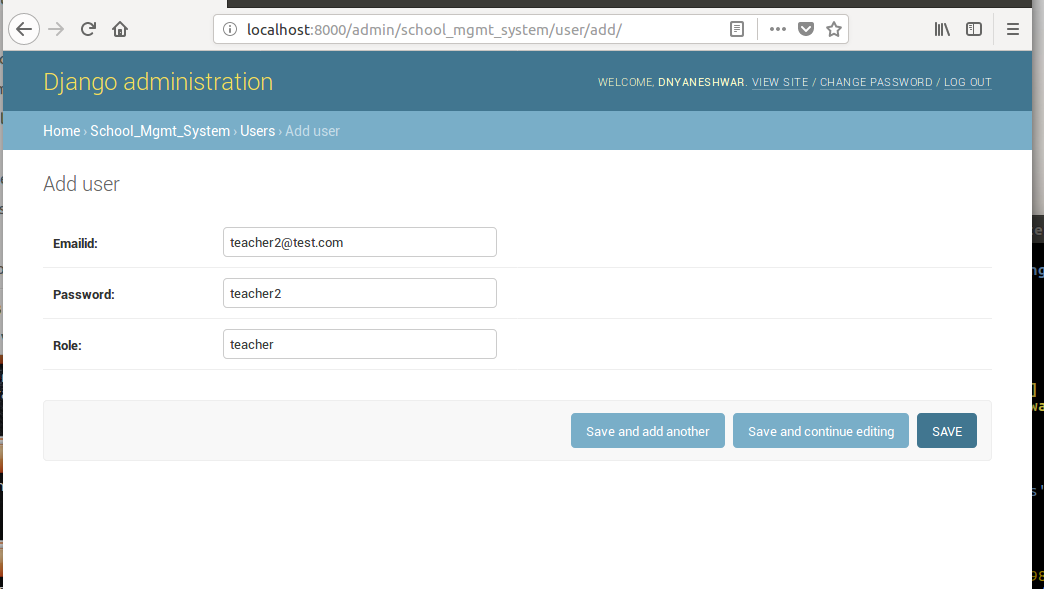 localhost:8000/admin/school_mgmt_system/user/add/
Django administration
WELCOME, DNYANESHWAR. VIEW SITE / CHANGE PASSWORD / LOG OUT
Home › School_Mgmt_System › Users › Add user
Add user
Emailid: teacher2@test.com
Password: teacher2
Role: teacher
Save and add another Save and continue editing SAVE